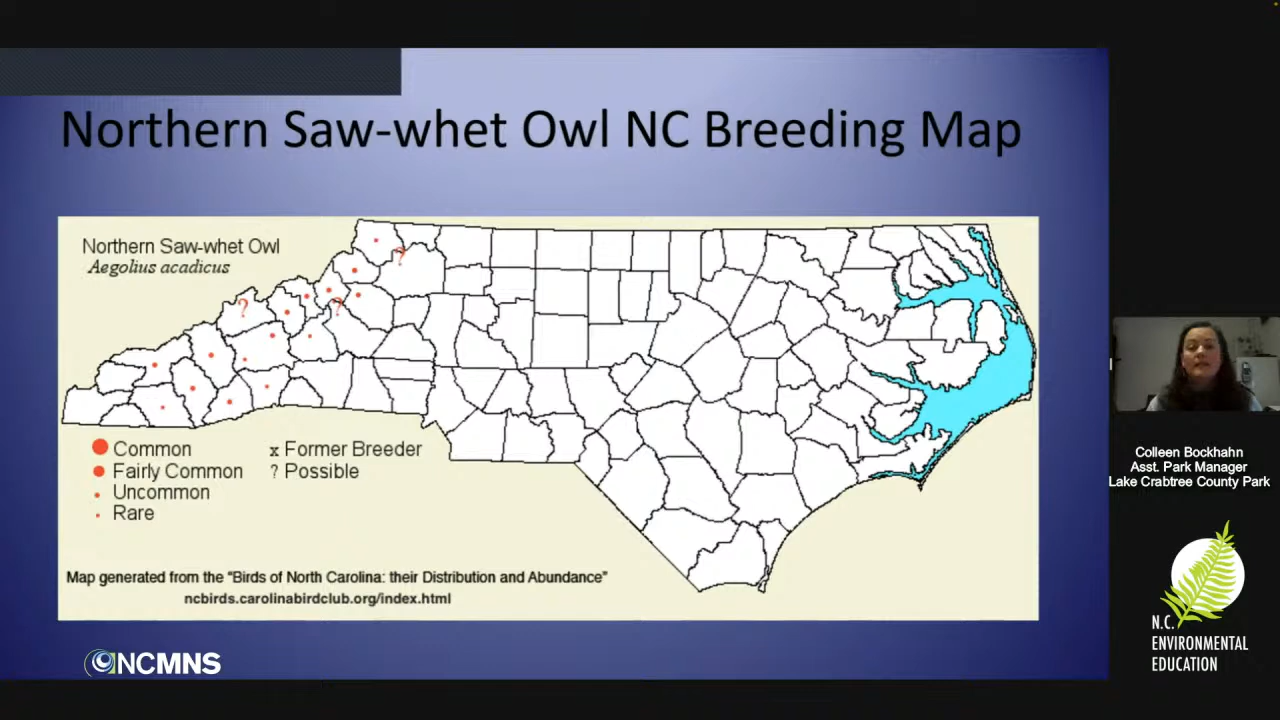 Northern Saw-whet Owl NC Breeding Map
Northern Saw-whet Owl
Aegolius acadicus
?
?
?
Common
Fairly Common
Uncommon
Rare
x Former Breeder
? Possible
Map generated from the "Birds of North Carolina: their Distribution and Abundance"
ncbirds.carolinabirdclub.org/index.html
NCMNS
Colleen Bockhahn
Asst. Park Manager
Lake Crabtree County Park
N.C.
ENVIRONMENTAL
EDUCATION